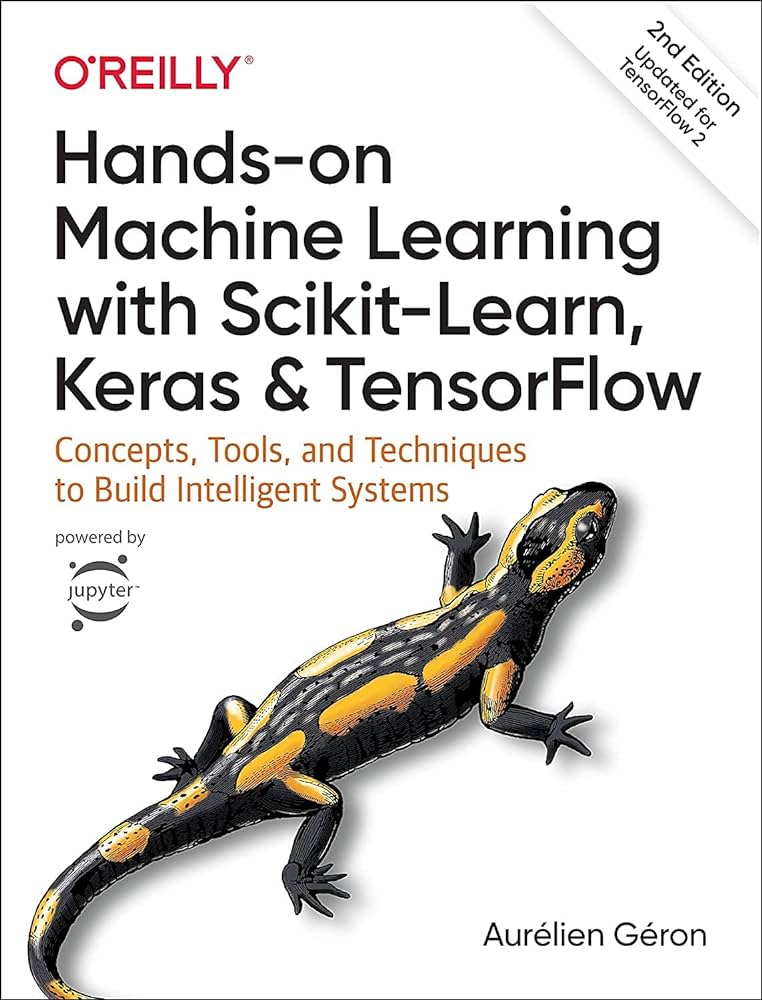 O'REILLY®
2nd Edition
Updated for
TensorFlow 2
Hands-on
Machine Learning
with Scikit-Learn,
Keras & TensorFlow
Concepts, Tools, and Techniques
to Build Intelligent Systems
powered by
jupyter™
Aurélien Géron